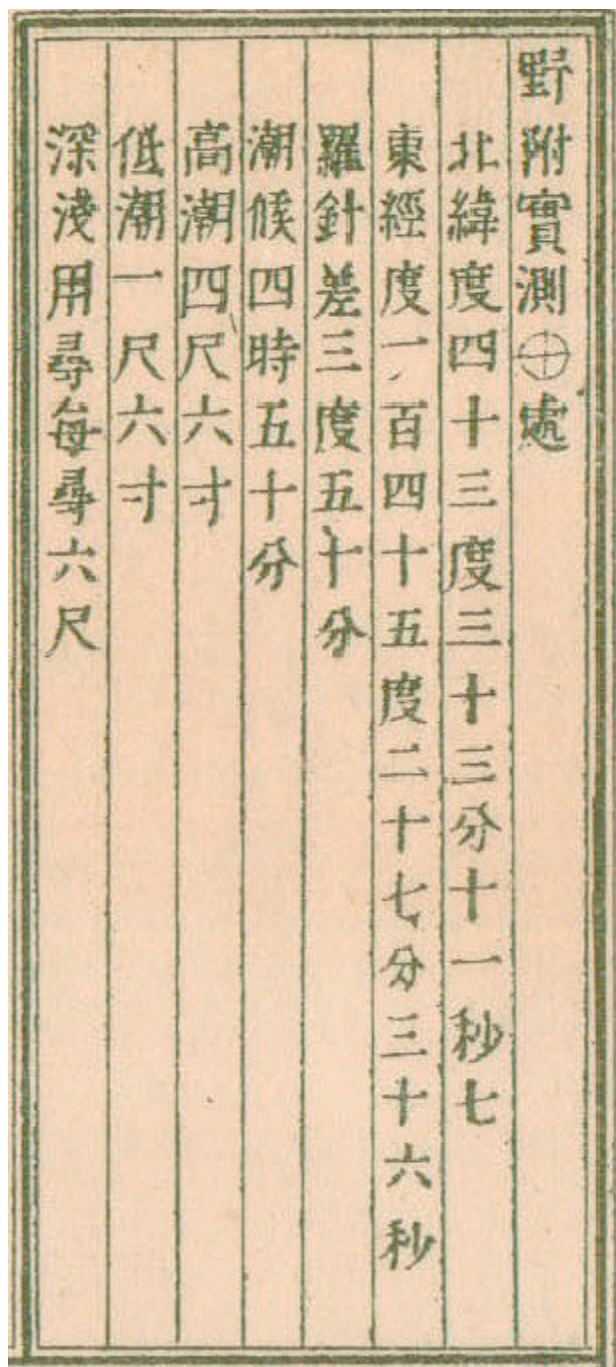 野附實測⊕處
北緯度四十三度三十三分十一秒七
東經度一百四十五度二十七分三十六秒
羅針差三度五十分
潮候四時五十分
高潮四尺六寸
低潮一尺六寸
深淺用尋每尋六尺